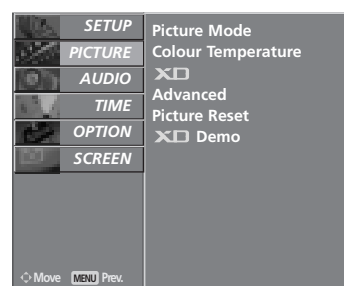 SETUP
PICTURE
AUDIO
TIME
OPTION
SCREEN
Picture Mode
Colour Temperature
XD
Advanced
Picture Reset
XD Demo
Move MENU Prev.